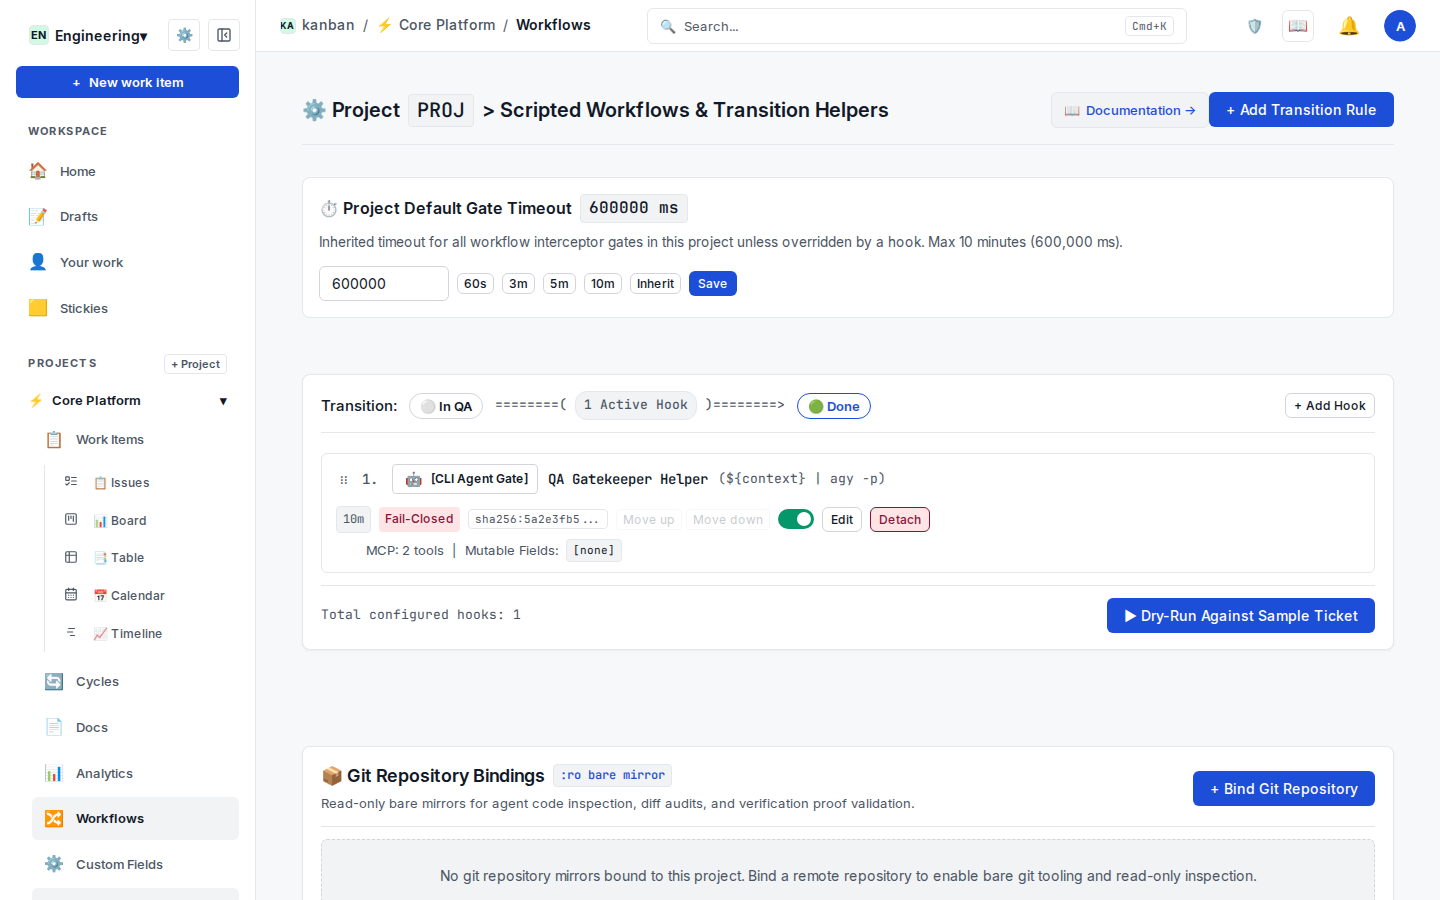 EN Engineering▾
+ New work item
WORKSPACE
Home
Drafts
Your work
Stickies
PROJECTS + Project
Core Platform ▾
Work Items
Issues
Board
Table
Calendar
Timeline
Cycles
Docs
Analytics
Workflows
Custom Fields
KA kanban / ⚡ Core Platform / Workflows
Search... Cmd+K
A
Project PROJ > Scripted Workflows & Transition Helpers
Documentation →
+ Add Transition Rule
Project Default Gate Timeout 600000 ms
Inherited timeout for all workflow interceptor gates in this project unless overridden by a hook. Max 10 minutes (600,000 ms).
600000 60s 3m 5m 10m Inherit Save
Transition: In QA ========( 1 Active Hook )========> Done + Add Hook
1. [CLI Agent Gate] QA Gatekeeper Helper (${context} | agy -p)
10m Fail-Closed sha256:5a2e3fb5... Move up Move down Edit Detach
MCP: 2 tools | Mutable Fields: [none]
Total configured hooks: 1
▶ Dry-Run Against Sample Ticket
Git Repository Bindings :ro bare mirror
Read-only bare mirrors for agent code inspection, diff audits, and verification proof validation.
+ Bind Git Repository
No git repository mirrors bound to this project. Bind a remote repository to enable bare git tooling and read-only inspection.